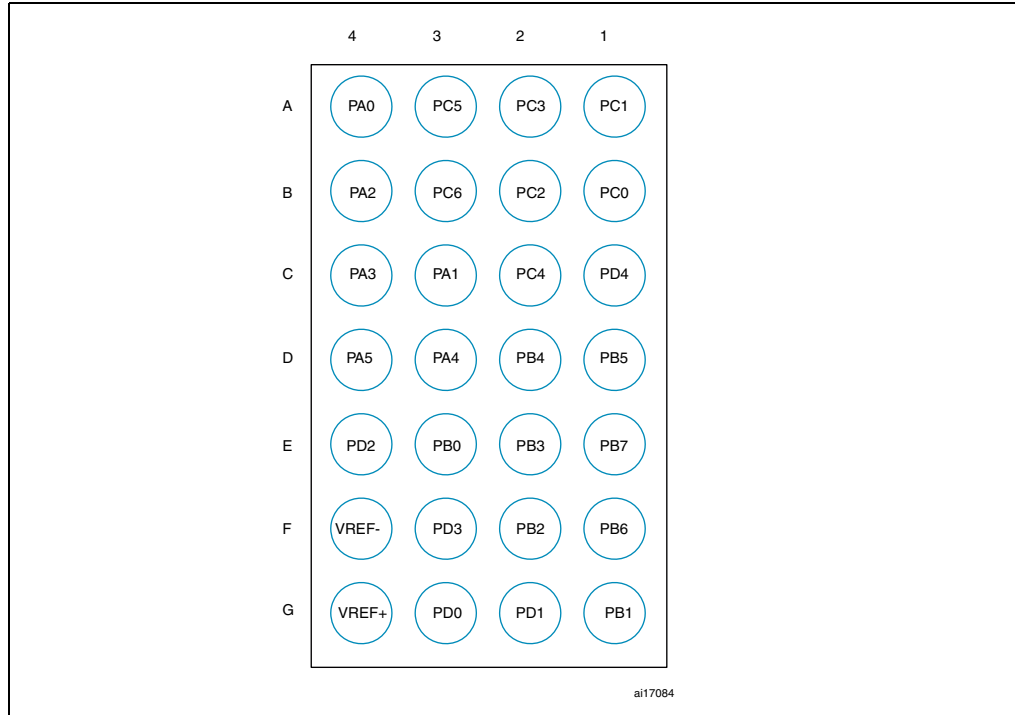 4 3 2 1
A PA0 PC5 PC3 PC1
B PA2 PC6 PC2 PC0
C PA3 PA1 PC4 PD4
D PA5 PA4 PB4 PB5
E PD2 PB0 PB3 PB7
F VREF- PD3 PB2 PB6
G VREF+ PD0 PD1 PB1
ai17084